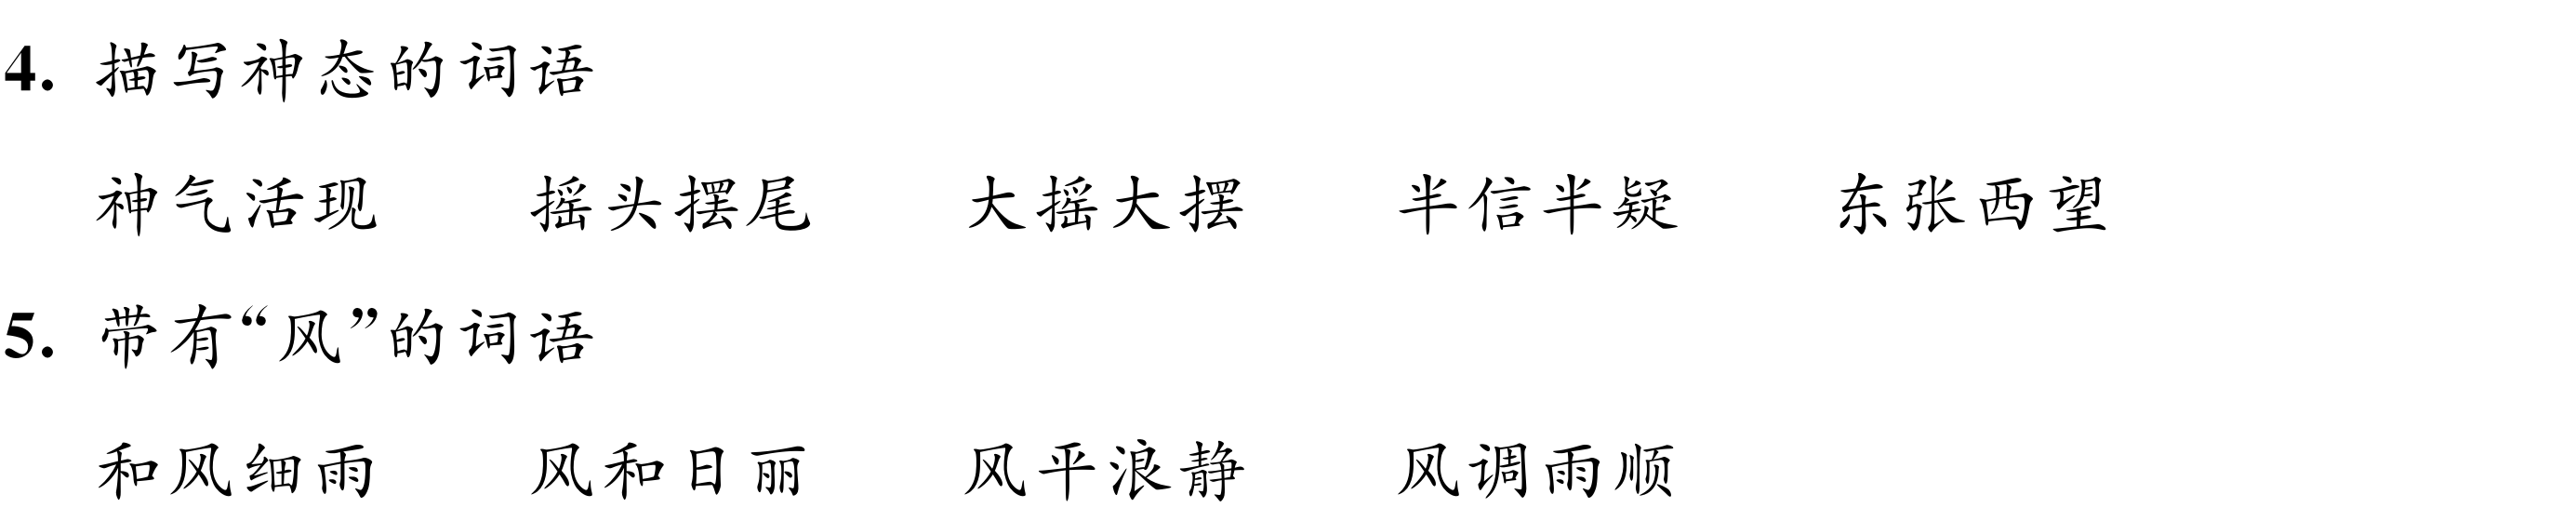 4. 描写神态的词语
神气活现 摇头摆尾 大摇大摆 半信半疑 东张西望
5. 带有“风”的词语
和风细雨 风和日丽 风平浪静 风调雨顺